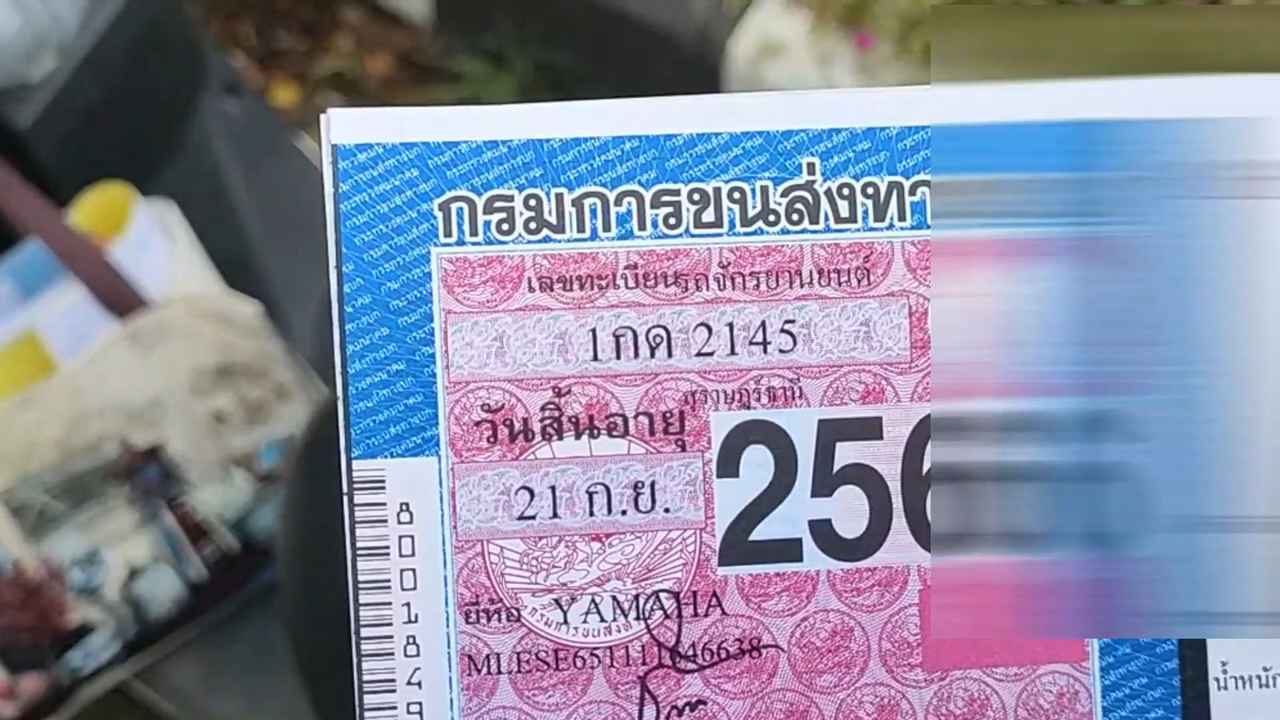 กรมการขนส่งทา
เลขทะเบียนรถจักรยานยนต์
1กด 2145
สุราษฎร์ธานี
วันสิ้นอายุ
21 ก.ย.
256
ยี่ห้อ YAMAHA
MLESE651111646638
8001849
น้ำหนัก